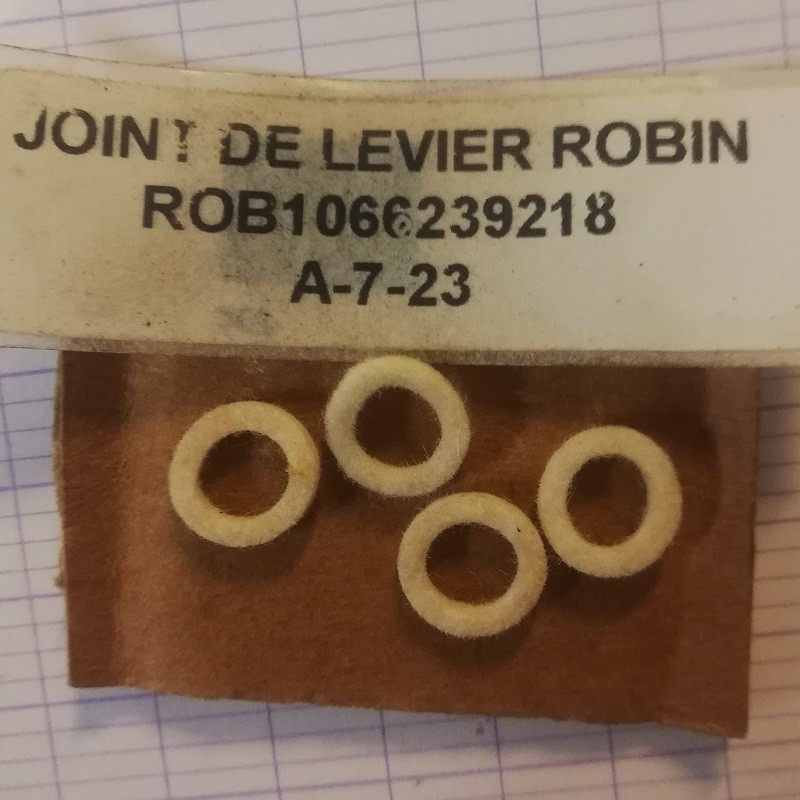 JOINT DE LEVIER ROBIN
ROB1066239218
A-7-23